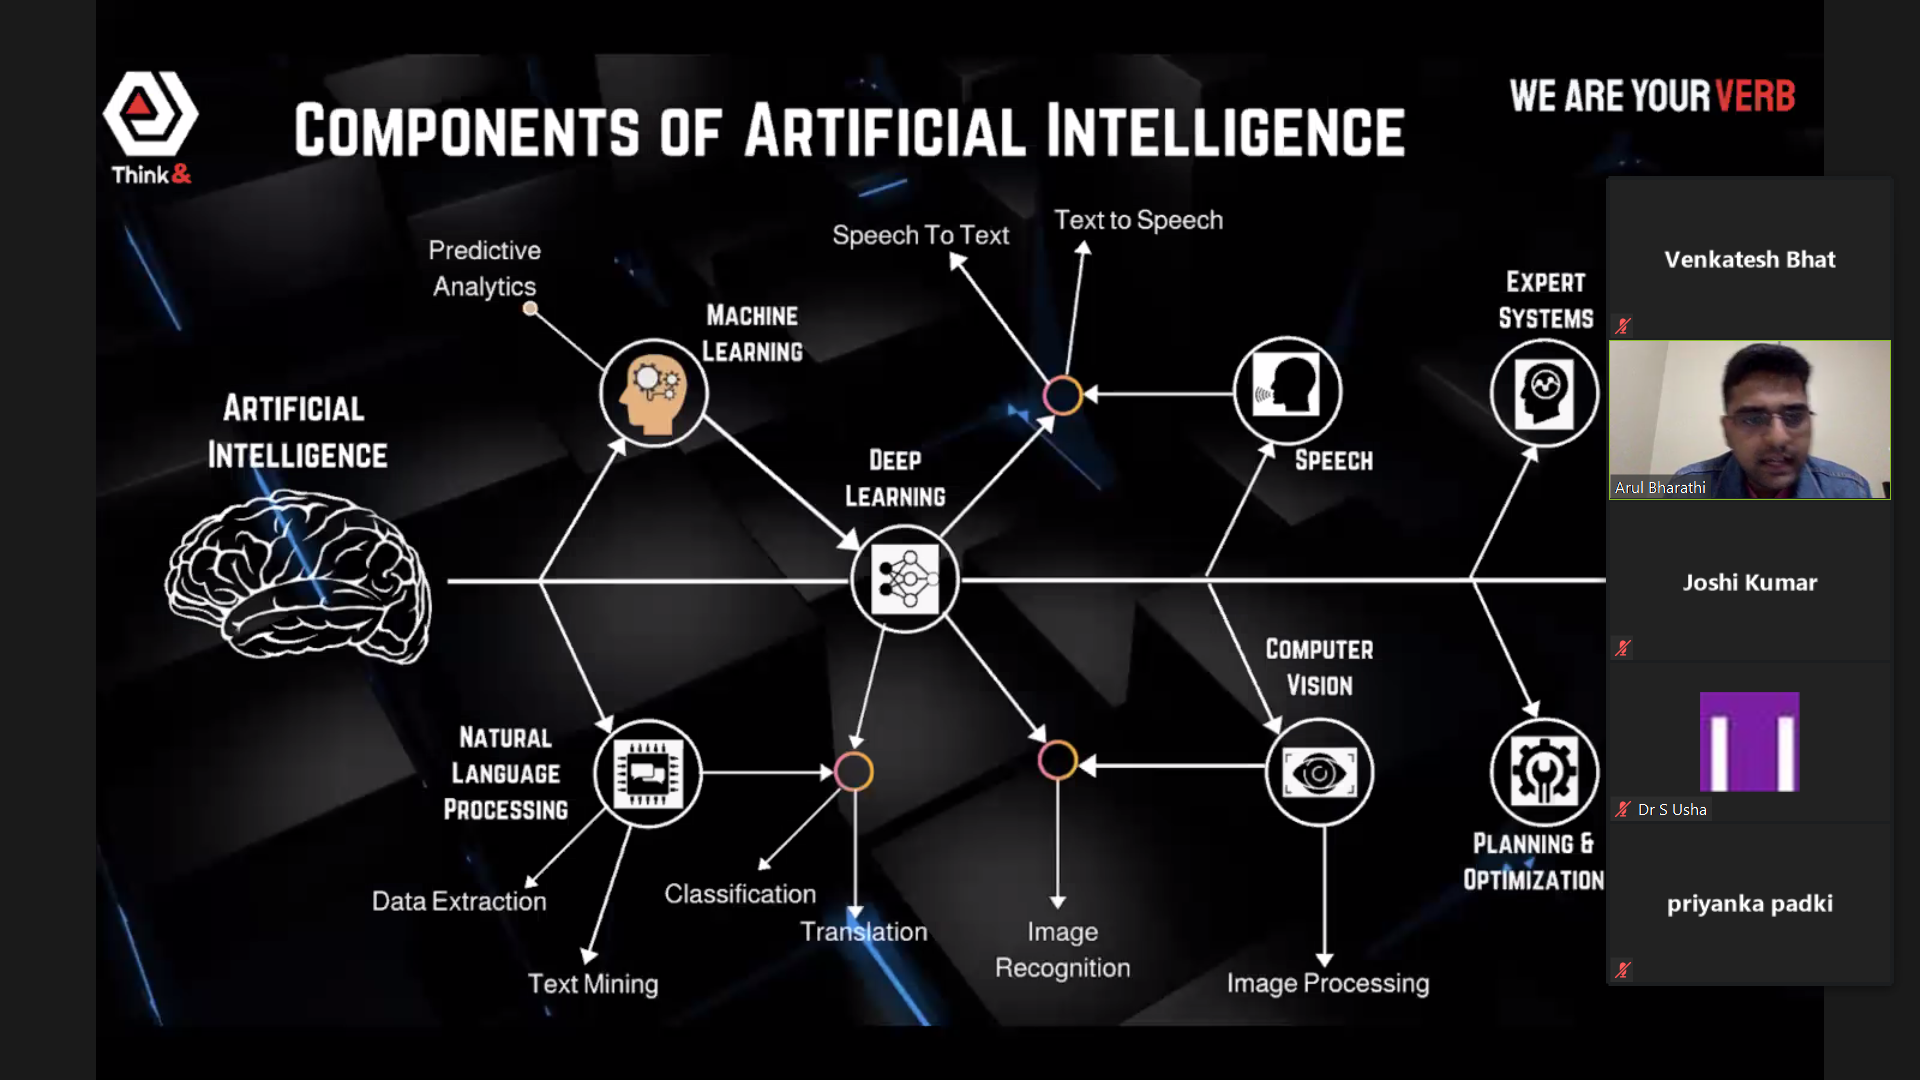 Think&
COMPONENTS OF ARTIFICIAL INTELLIGENCE
WE ARE YOUR VERB
Speech To Text
Text to Speech
Predictive
Analytics
MACHINE
LEARNING
EXPERT
SYSTEMS
ARTIFICIAL
INTELLIGENCE
DEEP
LEARNING
SPEECH
COMPUTER
VISION
NATURAL
LANGUAGE
PROCESSING
PLANNING &
OPTIMIZATION
Data Extraction
Text Mining
Classification
Translation
Image
Recognition
Image Processing
Venkatesh Bhat
Arul Bharathi
Joshi Kumar
Dr S Usha
priyanka padki